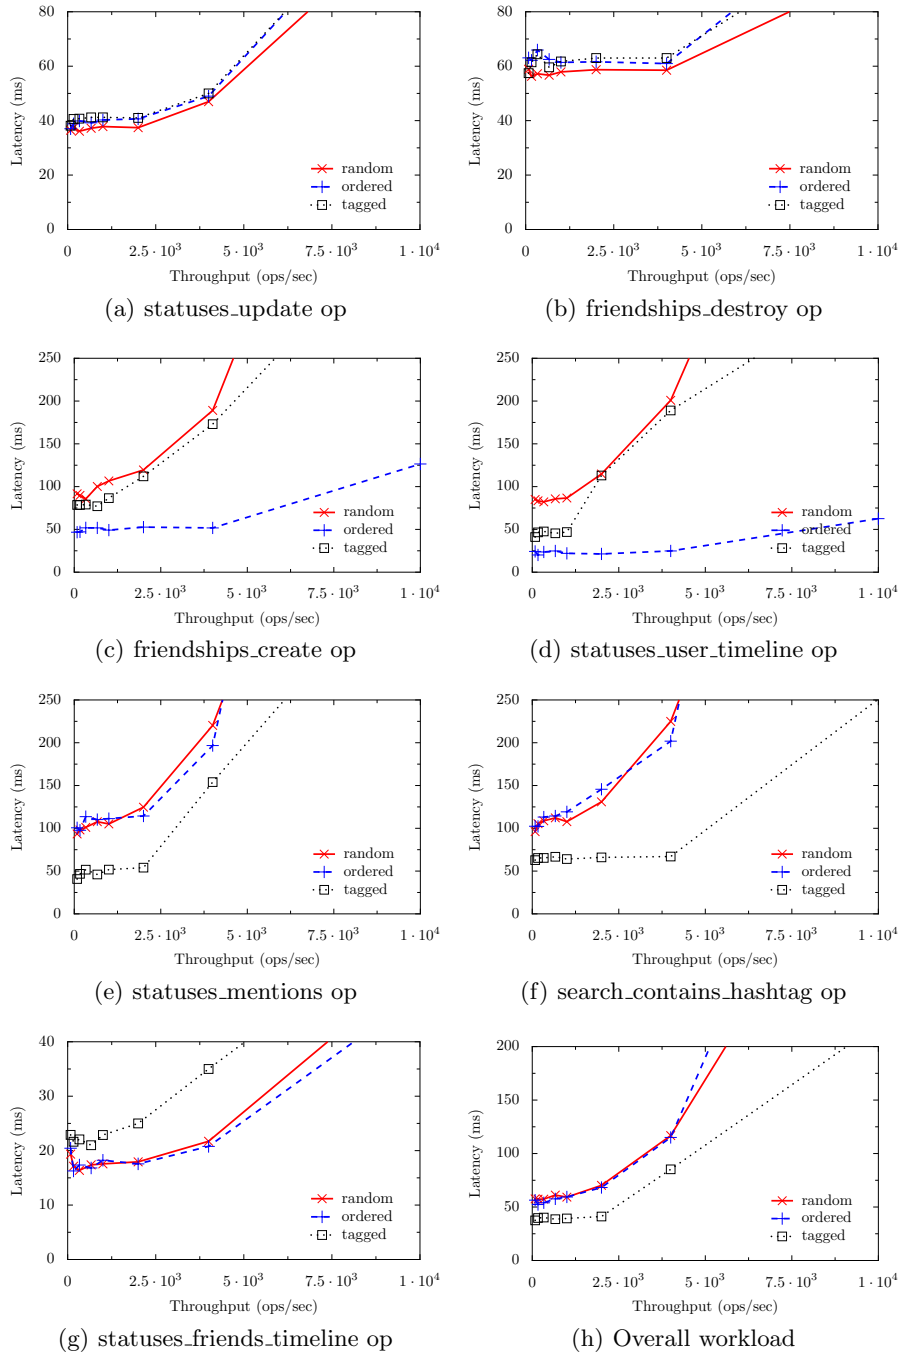 80
60
40
20
0
Latency (ms)
random
ordered
tagged
0
2.5 · 10³
5 · 10³
7.5 · 10³
1 · 10⁴
Throughput (ops/sec)
(a) statuses_update op
80
60
40
20
0
Latency (ms)
random
ordered
tagged
0
2.5 · 10³
5 · 10³
7.5 · 10³
1 · 10⁴
Throughput (ops/sec)
(b) friendships_destroy op
250
200
150
100
50
0
Latency (ms)
random
ordered
tagged
0
2.5 · 10³
5 · 10³
7.5 · 10³
1 · 10⁴
Throughput (ops/sec)
(c) friendships_create op
250
200
150
100
50
0
Latency (ms)
random
ordered
tagged
0
2.5 · 10³
5 · 10³
7.5 · 10³
1 · 10⁴
Throughput (ops/sec)
(d) statuses_user_timeline op
250
200
150
100
50
0
Latency (ms)
random
ordered
tagged
0
2.5 · 10³
5 · 10³
7.5 · 10³
1 · 10⁴
Throughput (ops/sec)
(e) statuses_mentions op
250
200
150
100
50
0
Latency (ms)
random
ordered
tagged
0
2.5 · 10³
5 · 10³
7.5 · 10³
1 · 10⁴
Throughput (ops/sec)
(f) search_contains_hashtag op
40
30
20
10
0
Latency (ms)
random
ordered
tagged
0
2.5 · 10³
5 · 10³
7.5 · 10³
1 · 10⁴
Throughput (ops/sec)
(g) statuses_friends_timeline op
200
150
100
50
0
Latency (ms)
random
ordered
tagged
0
2.5 · 10³
5 · 10³
7.5 · 10³
1 · 10⁴
Throughput (ops/sec)
(h) Overall workload